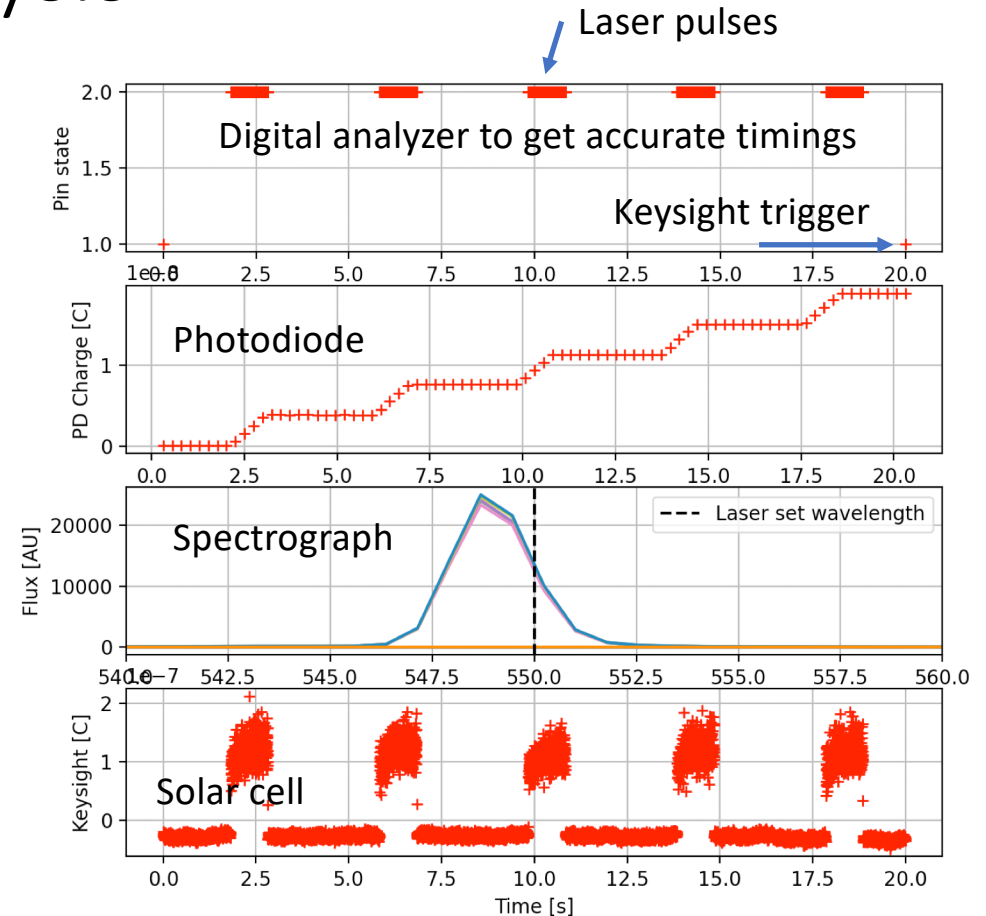 Laser pulses
2.0
Digital analyzer to get accurate timings
Pin state
1.5
Keysight trigger
1.0
2.5 5.0 7.5 10.0 12.5 15.0 17.5 20.0
PD Charge [C]
Photodiode
1
0
0.0 2.5 5.0 7.5 10.0 12.5 15.0 17.5 20.0
Flux [AU]
Laser set wavelength
20000
Spectrograph
10000
0
542.5 545.0 547.5 550.0 552.5 555.0 557.5 560.0
Keysight [C]
2
1
Solar cell
0
0.0 2.5 5.0 7.5 10.0 12.5 15.0 17.5 20.0
Time [s]